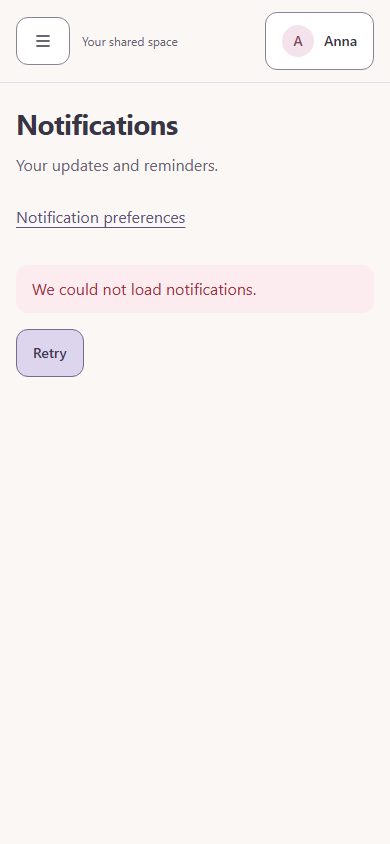 Your shared space
A
Anna
Notifications
Your updates and reminders.
Notification preferences
We could not load notifications.
Retry